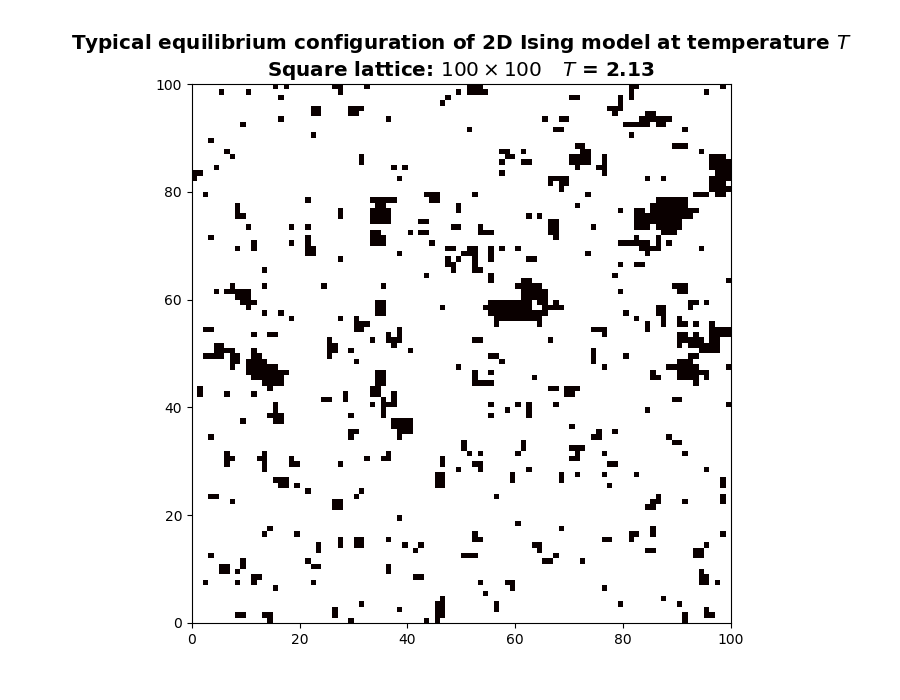 Typical equilibrium configuration of 2D Ising model at temperature T
Square lattice: 100 × 100 T = 2.13
100
80
60
40
20
0
0 20 40 60 80 100